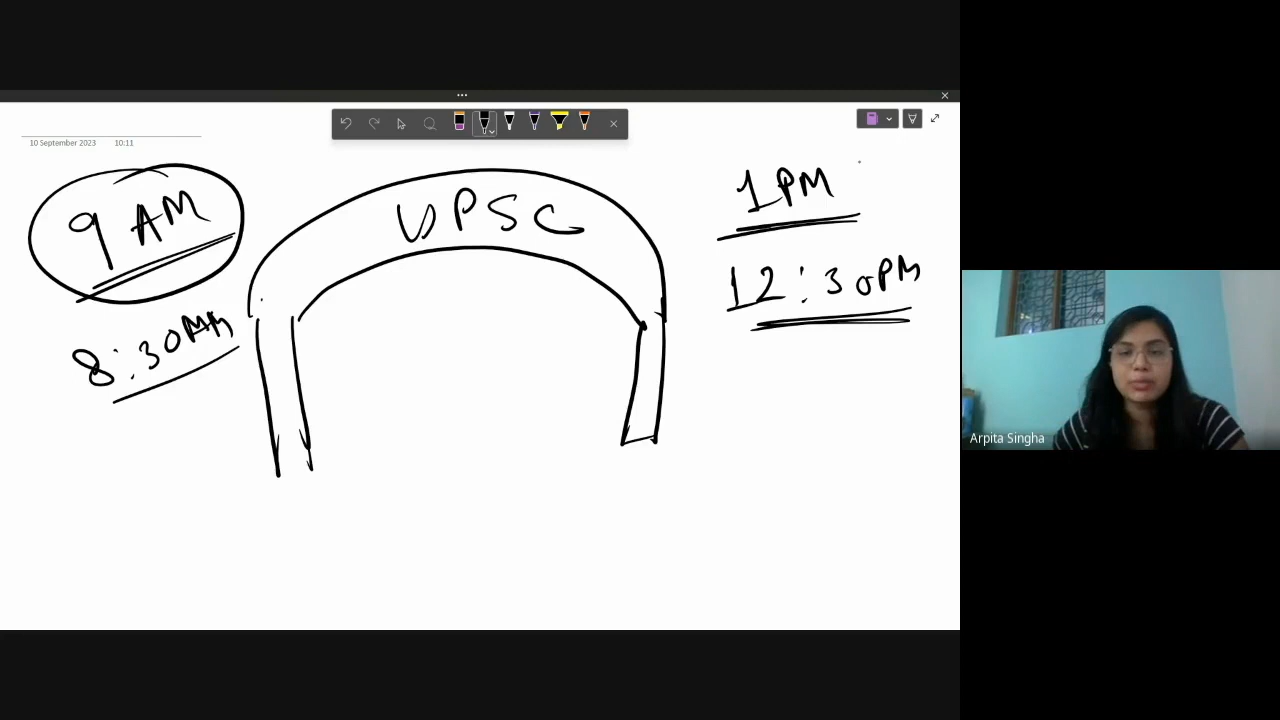 10 September 2023 10:11
9 AM
8:30AM
UPSC
1PM
12:30PM
Arpita Singha